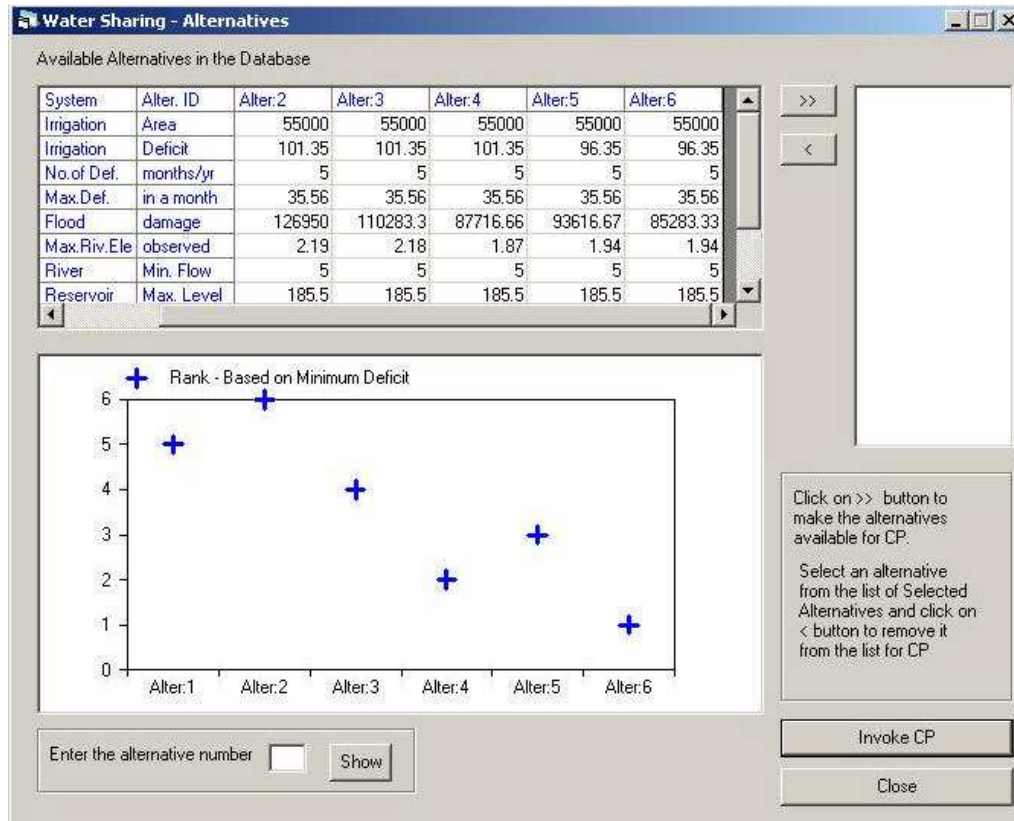 Water Sharing - Alternatives
Available Alternatives in the Database
System Alter. ID Alter:2 Alter:3 Alter:4 Alter:5 Alter:6
Irrigation Area 55000 55000 55000 55000 55000
Irrigation Deficit 101.35 101.35 101.35 96.35 96.35
No.of Def. months/yr 5 5 5 5 5
Max.Def. in a month 35.56 35.56 35.56 35.56 35.56
Flood damage 126950 110283.3 87716.66 93616.67 85283.33
Max.Riv.Ele observed 2.19 2.18 1.87 1.94 1.94
River Min. Flow 5 5 5 5 5
Reservoir Max. Level 185.5 185.5 185.5 185.5 185.5
>>
<
Rank - Based on Minimum Deficit
6
5
4
3
2
1
0
Alter:1 Alter:2 Alter:3 Alter:4 Alter:5 Alter:6
Click on >> button to
make the alternatives
available for CP.
Select an alternative
from the list of Selected
Alternatives and click on
< button to remove it
from the list for CP
Enter the alternative number
Show
Invoke CP
Close